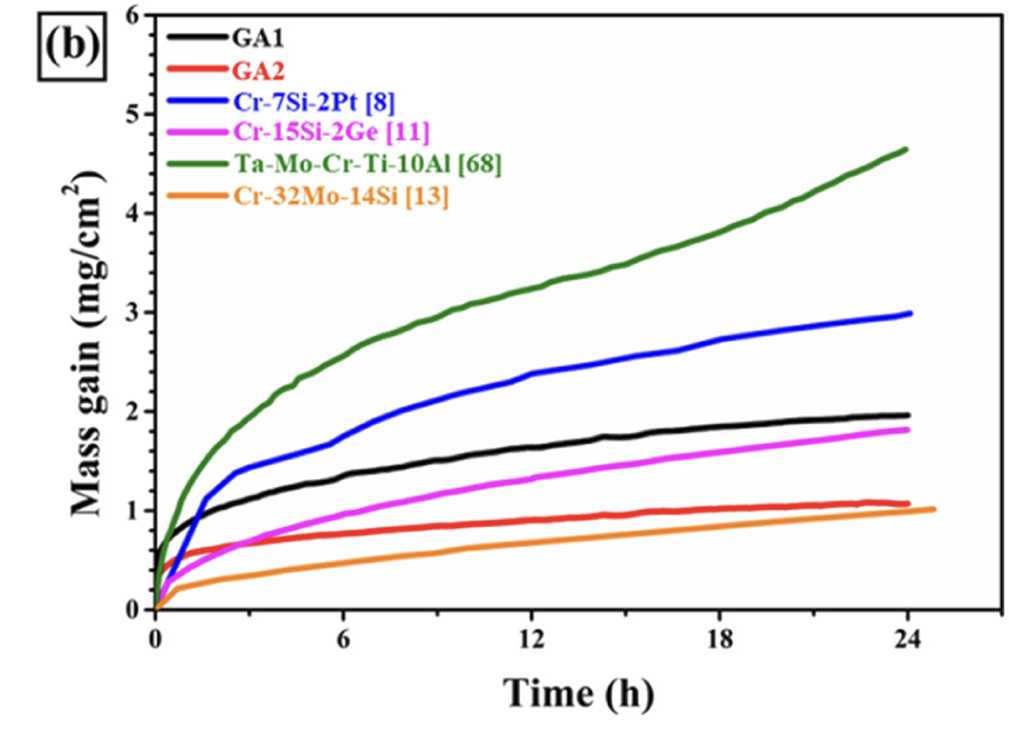 (b)
GA1
GA2
Cr-7Si-2Pt [8]
Cr-15Si-2Ge [11]
Ta-Mo-Cr-Ti-10Al [68]
Cr-32Mo-14Si [13]
Mass gain (mg/cm²)
6
5
4
3
2
1
0
0 6 12 18 24
Time (h)